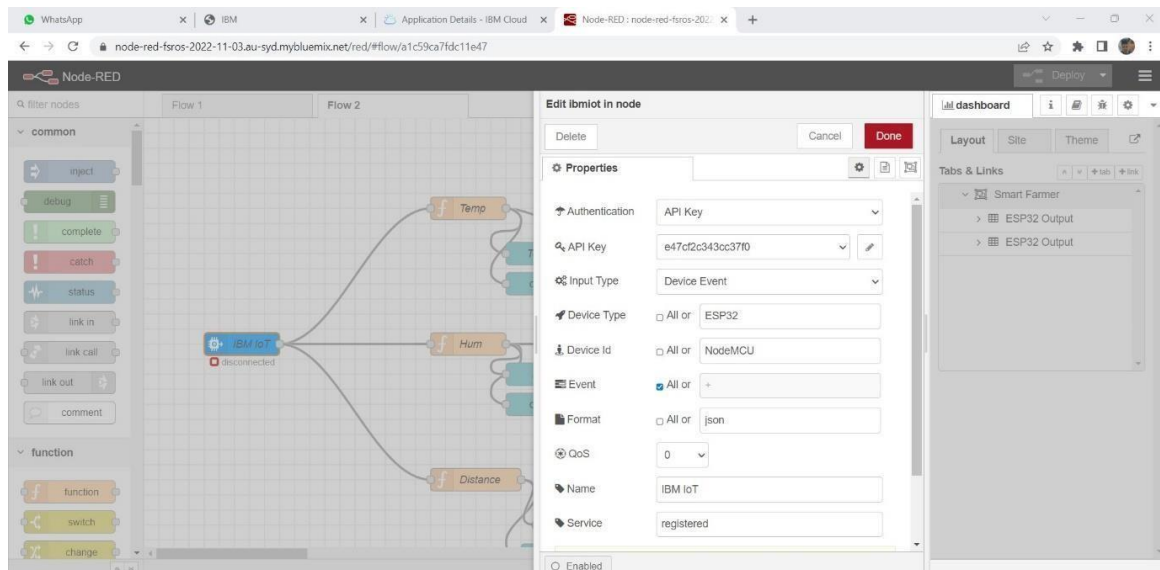 WhatsApp
IBM
Application Details - IBM Cloud
Node-RED : node-red-fsros-202
node-red-fsros-2022-11-03.au-syd.mybluemix.net/red/#flow/a1c59ca7fdc11e47
Node-RED
Deploy
filter nodes
common
inject
debug
complete
catch
status
link in
link call
link out
comment
function
function
switch
change
Flow 1
Flow 2
IBM IoT
disconnected
Temp
Hum
Distance
Edit ibmiot in node
Delete
Cancel
Done
Properties
Authentication
API Key
API Key
e47cf2c343cc37f0
Input Type
Device Event
Device Type
All or
ESP32
Device Id
All or
NodeMCU
Event
All or
+
Format
All or
json
QoS
0
Name
IBM IoT
Service
registered
Enabled
dashboard
i
Layout
Site
Theme
Tabs & Links
+tab
+link
Smart Farmer
ESP32 Output
ESP32 Output